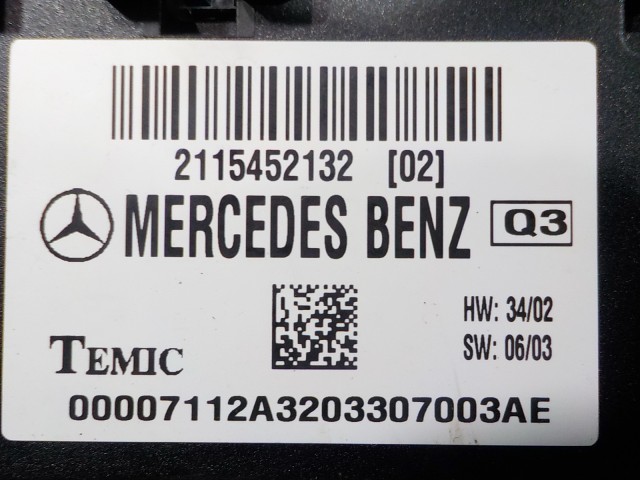 2115452132 [02]
MERCEDES BENZ Q3
HW: 34/02
SW: 06/03
TEMIC
00007112A3203307003AE